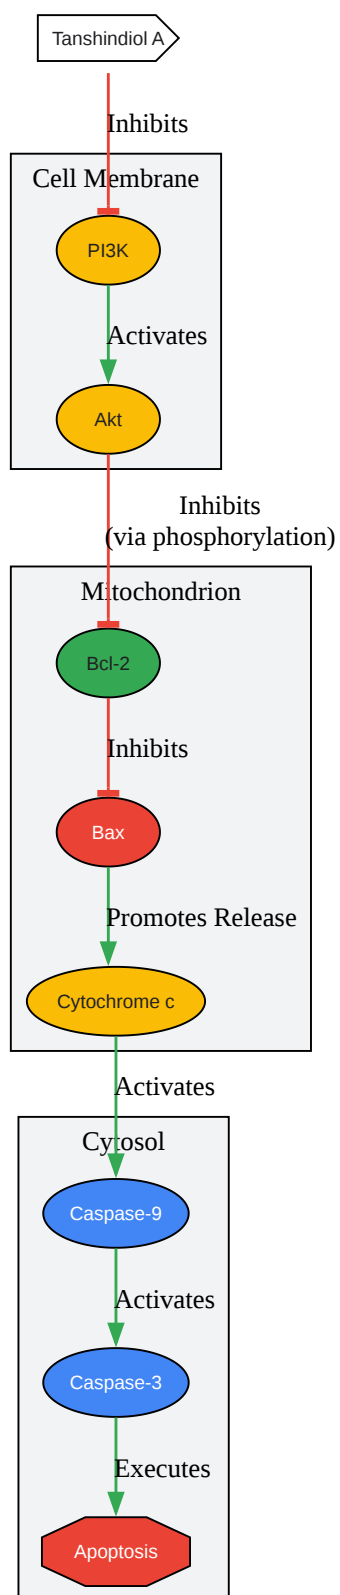 Tanshindiol A
Inhibits
Cell Membrane
PI3K
Activates
Akt
Inhibits
(via phosphorylation)
Mitochondrion
Bcl-2
Inhibits
Bax
Promotes Release
Cytochrome c
Activates
Cytosol
Caspase-9
Activates
Caspase-3
Executes
Apoptosis